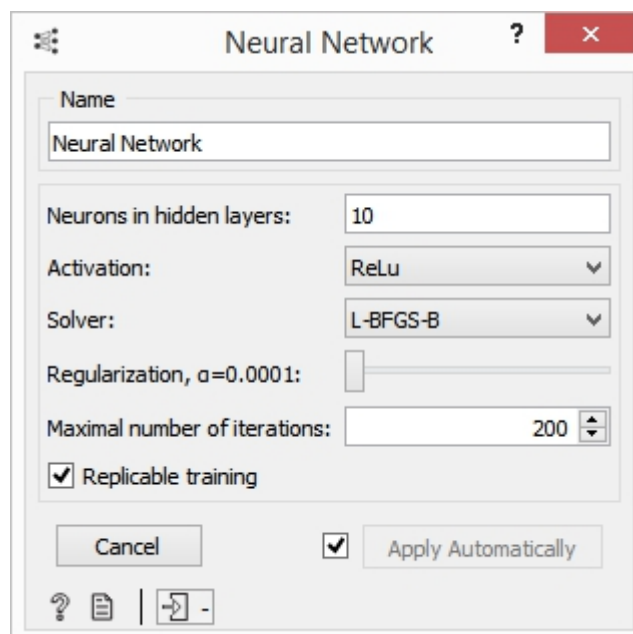 Neural Network ? ×
Name
Neural Network
Neurons in hidden layers: 10
Activation: ReLu
Solver: L-BFGS-B
Regularization, α=0.0001:
Maximal number of iterations: 200
Replicable training
Cancel Apply Automatically
? -